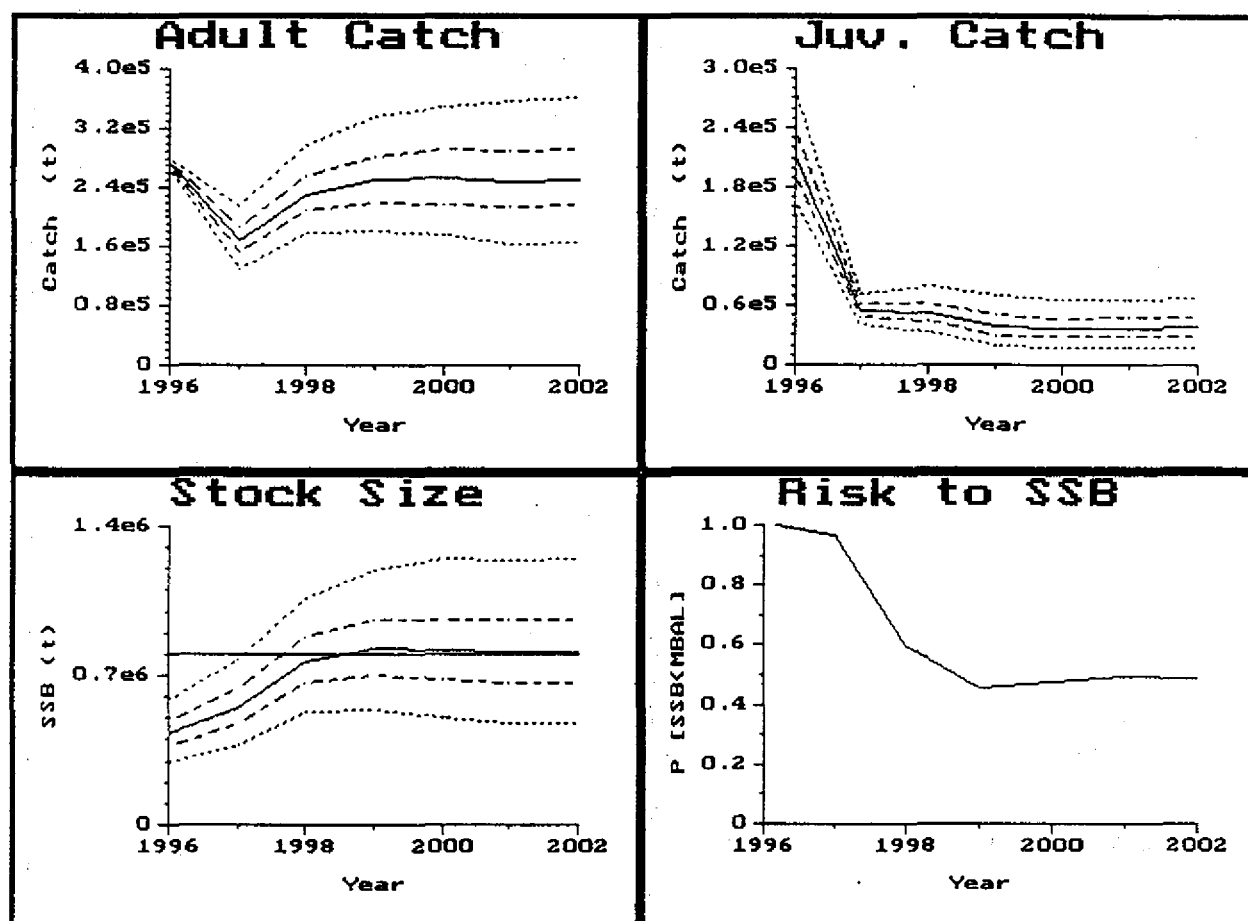 Adult Catch
4.0e5
3.2e5
2.4e5
1.6e5
0.8e5
0
Catch (t)
1996 1998 2000 2002
Year
Juv. Catch
3.0e5
2.4e5
1.8e5
1.2e5
0.6e5
0
Catch (t)
1996 1998 2000 2002
Year
Stock Size
1.4e6
0.7e6
0
SSB (t)
1996 1998 2000 2002
Year
Risk to SSB
1.0
0.8
0.6
0.4
0.2
0
P [SSB<MBAL]
1996 1998 2000 2002
Year